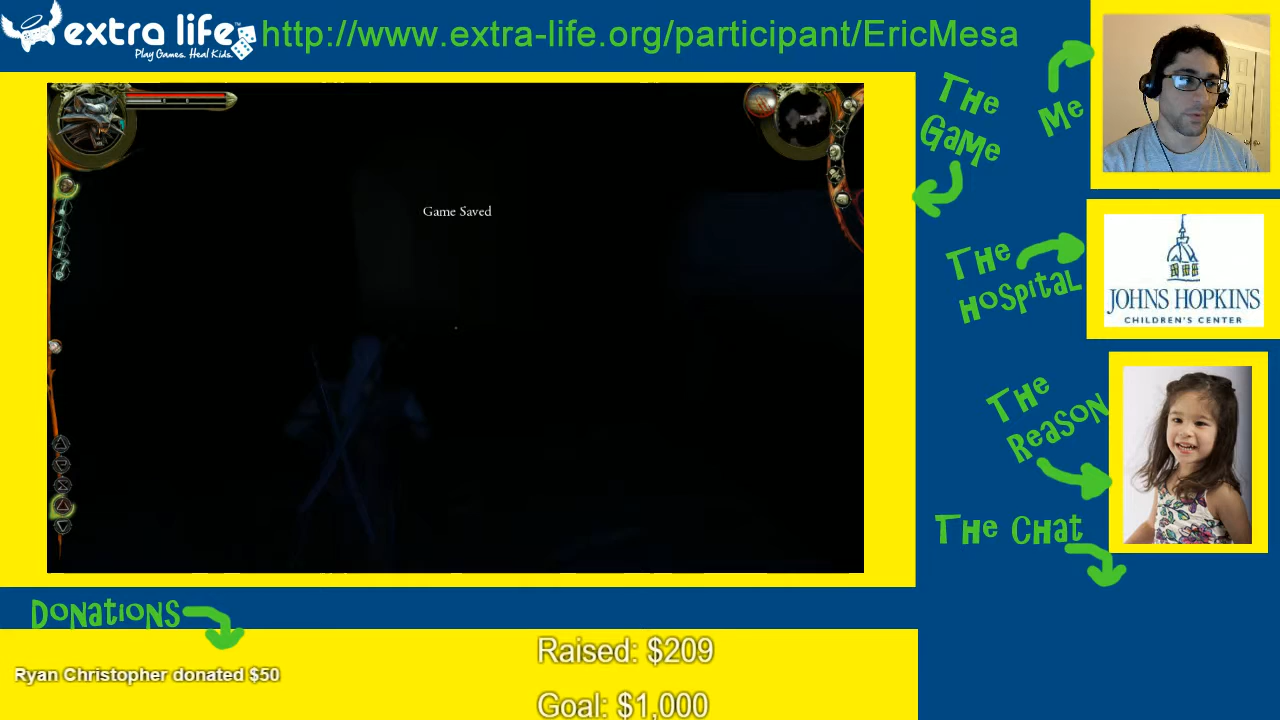 extra life
Play Games. Heal Kids.
http://www.extra-life.org/participant/EricMesa
The
Game
Me
Game Saved
The
Hospital
JOHNS HOPKINS
CHILDREN'S CENTER
The
Reason
The Chat
Donations
Ryan Christopher donated $50
Raised: $209
Goal: $1,000